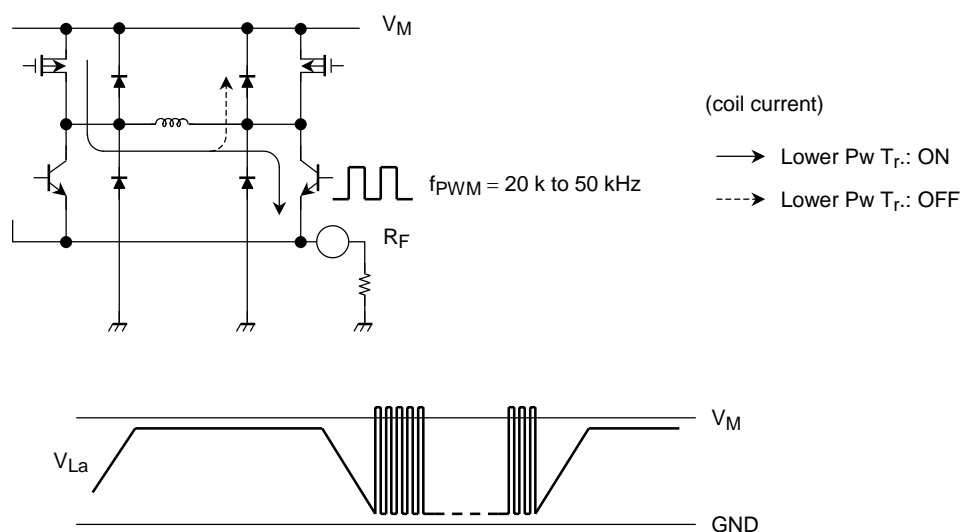 V_M
(coil current)
Lower Pw T_r.: ON
Lower Pw T_r.: OFF
f_PWM = 20 k to 50 kHz
R_F
V_M
V_La
GND